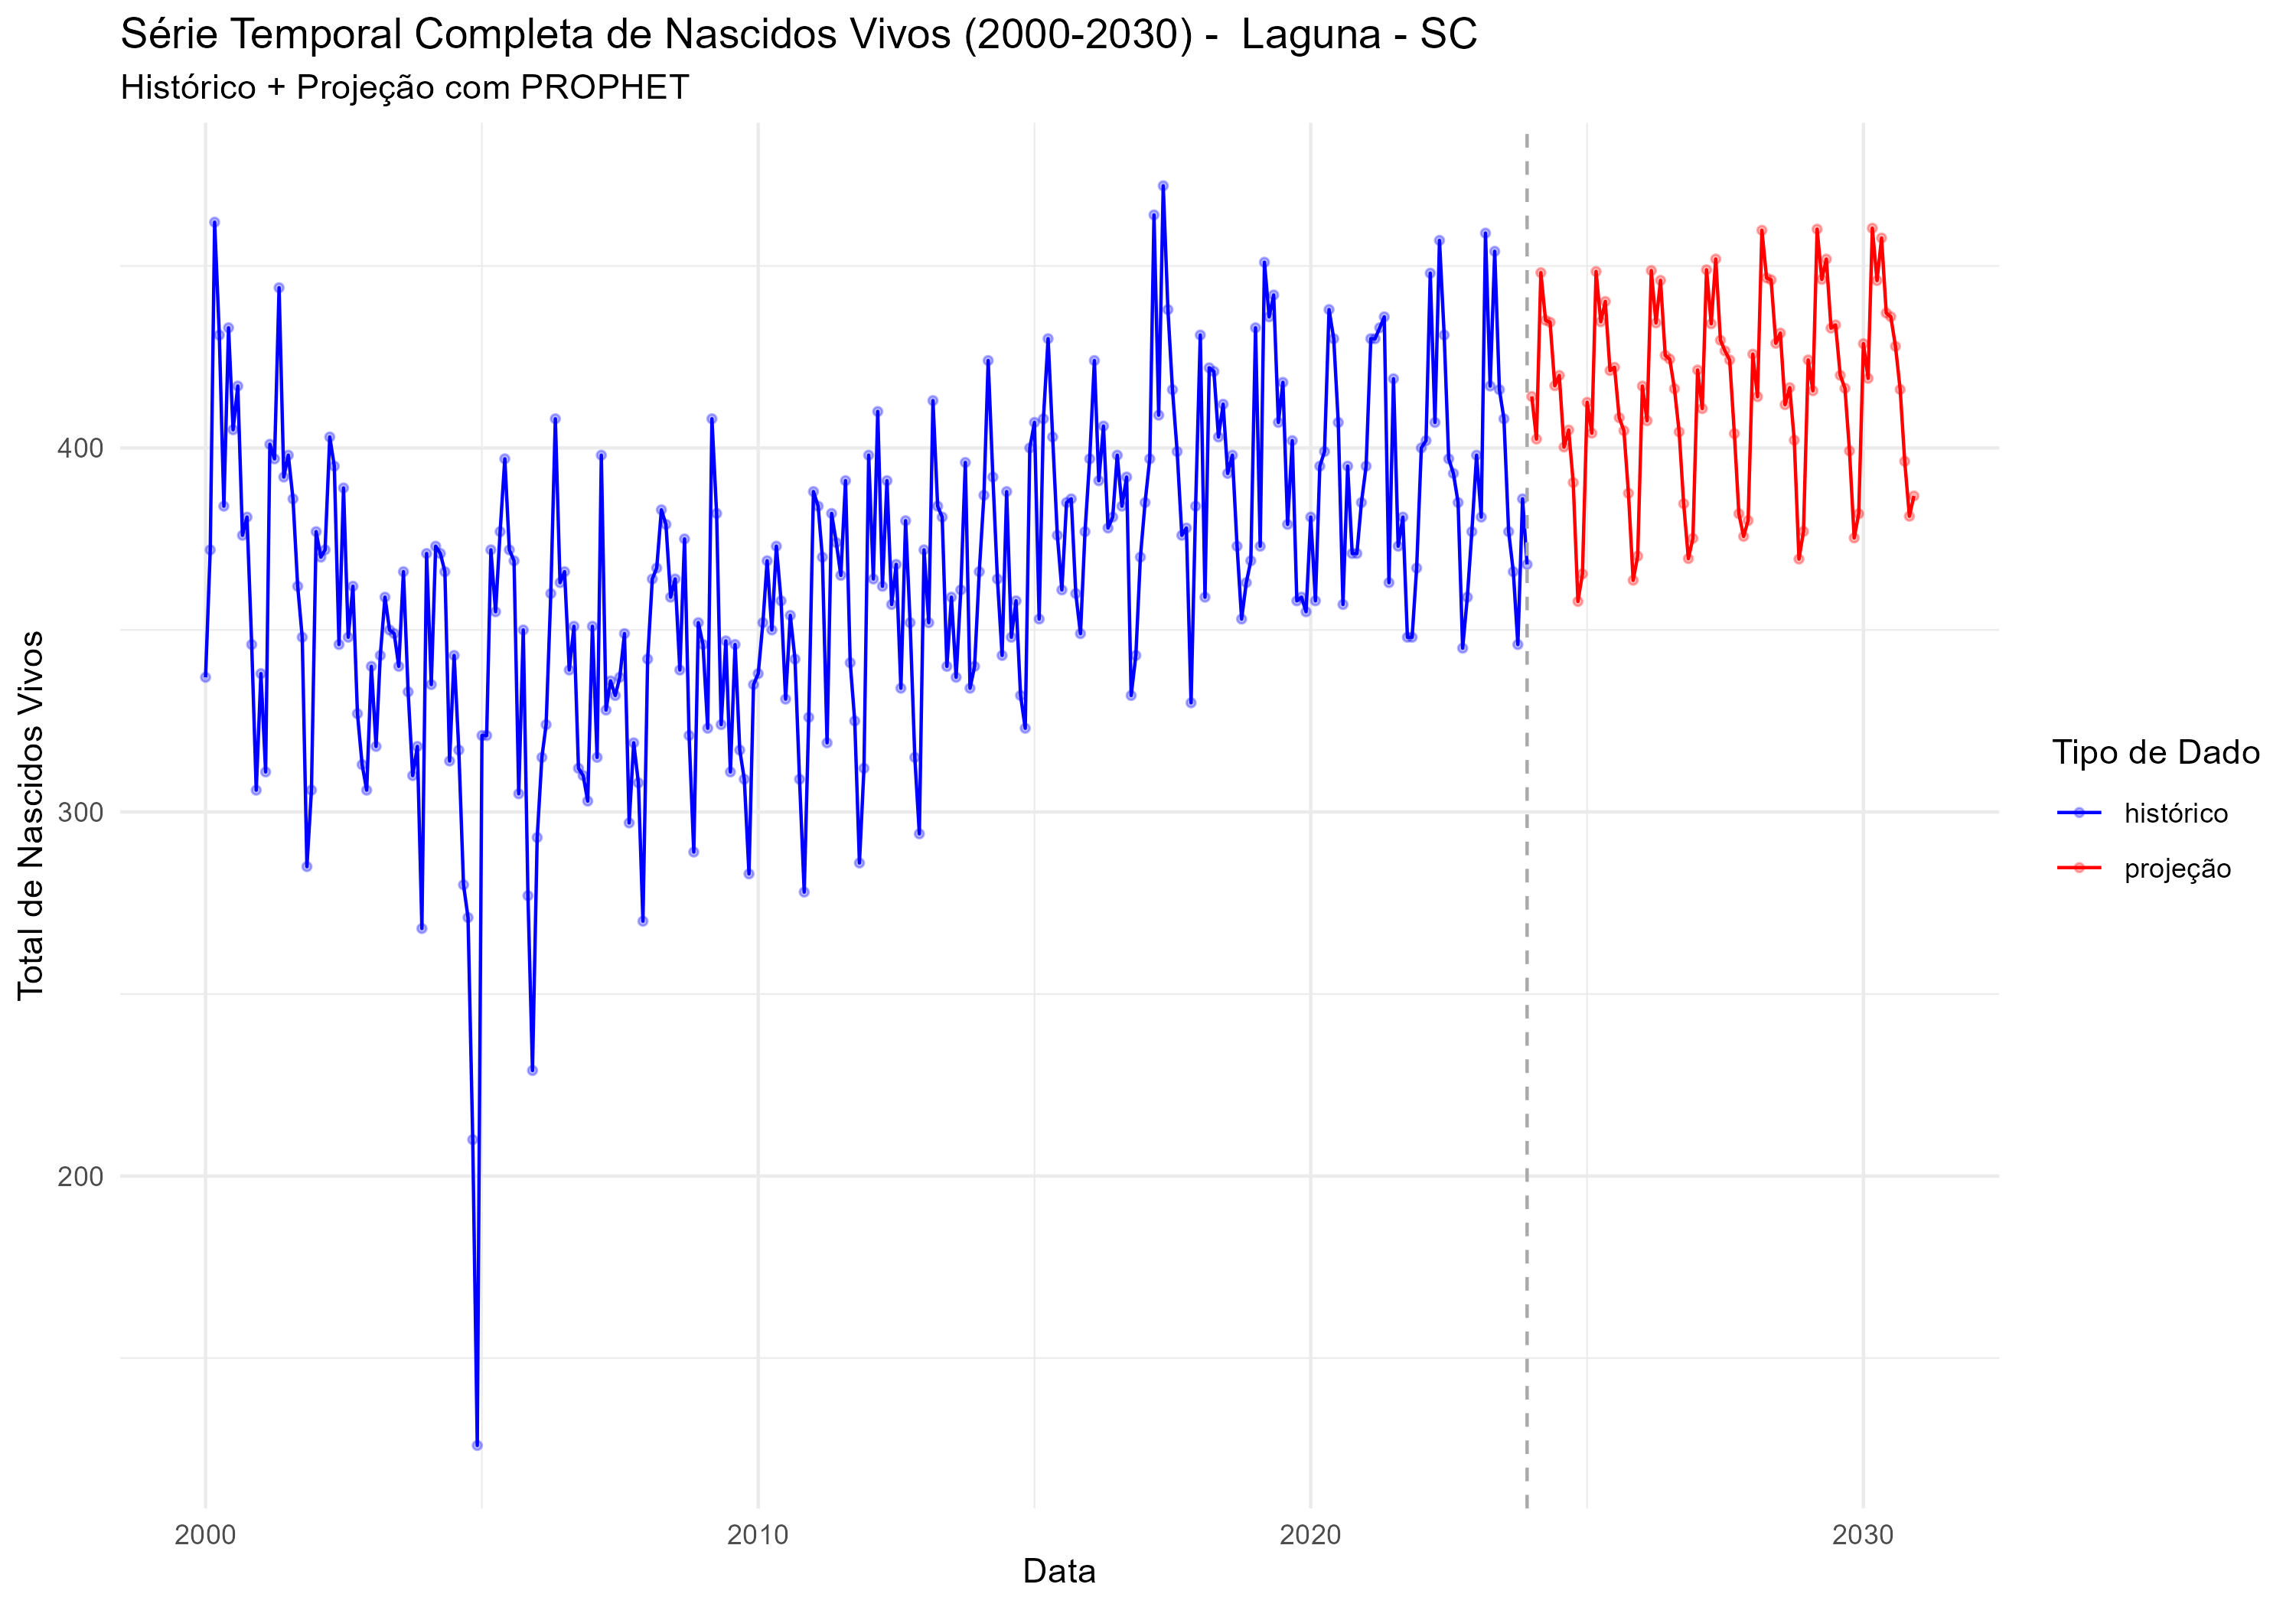 Série Temporal Completa de Nascidos Vivos (2000-2030) -  Laguna - SC
Histórico + Projeção com PROPHET
Total de Nascidos Vivos
400
300
200
2000
2010
2020
2030
Data
Tipo de Dado
histórico
projeção